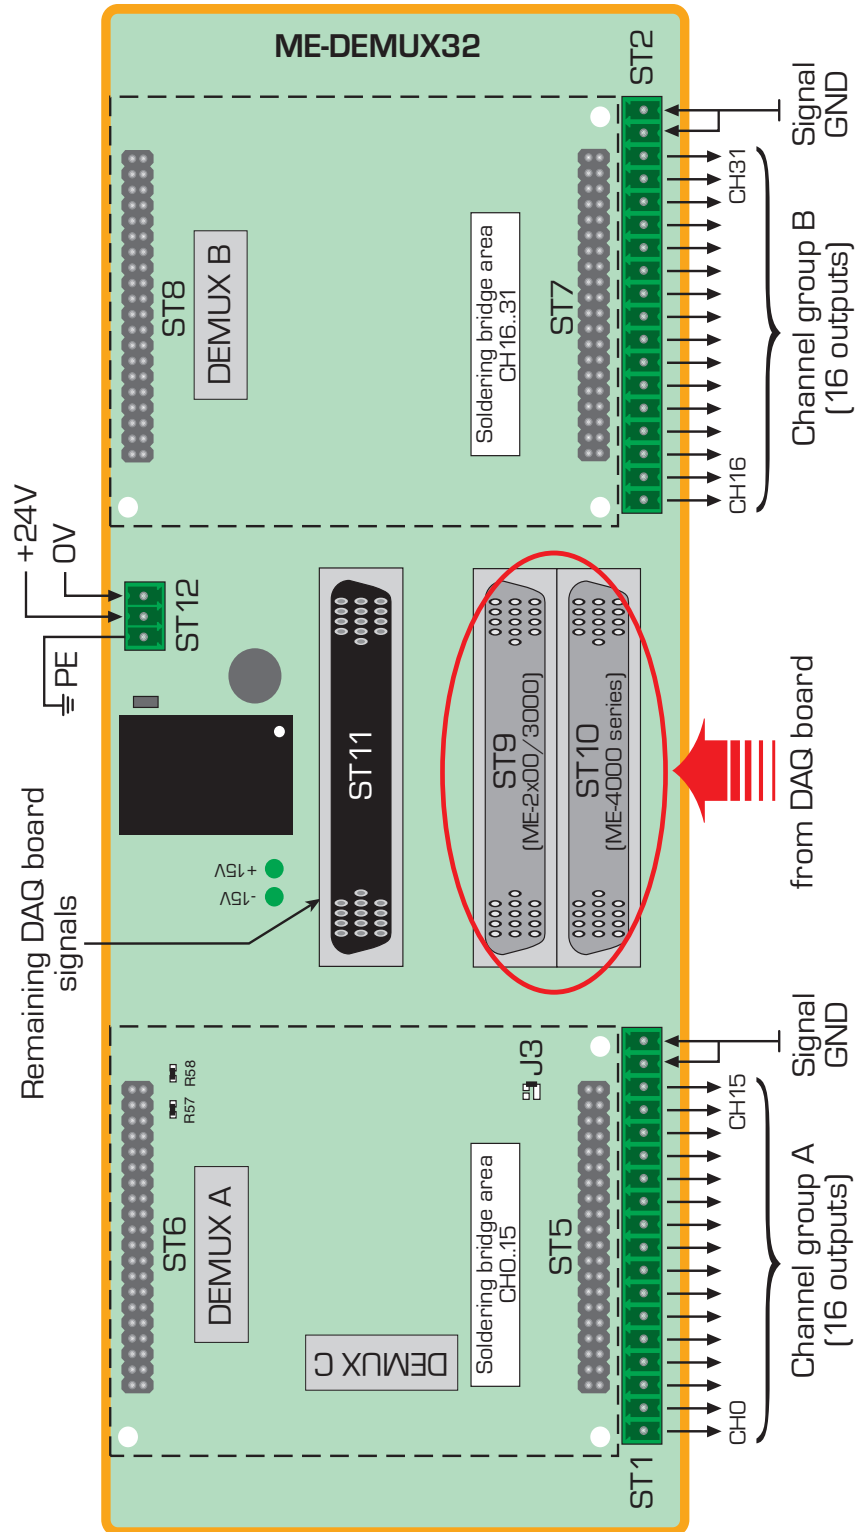 ME-DEMUX32
ST2
Signal
GND
CH31
CH16
Channel group B
(16 outputs)
ST8
DEMUX B
Soldering bridge area
CH16..31
ST7
+24V
0V
PE
ST12
ST11
+15V
-15V
Remaining DAQ board
signals
ST9
(ME-2x00/3000)
ST10
(ME-4000 series)
from DAQ board
R58
R57
ST6
DEMUX A
DEMUX C
J3
Soldering bridge area
CH0..15
ST5
Signal
GND
CH15
CH0
Channel group A
(16 outputs)
ST1